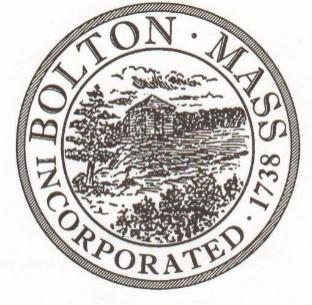 BOLTON · MASS
INCORPORATED · 1738